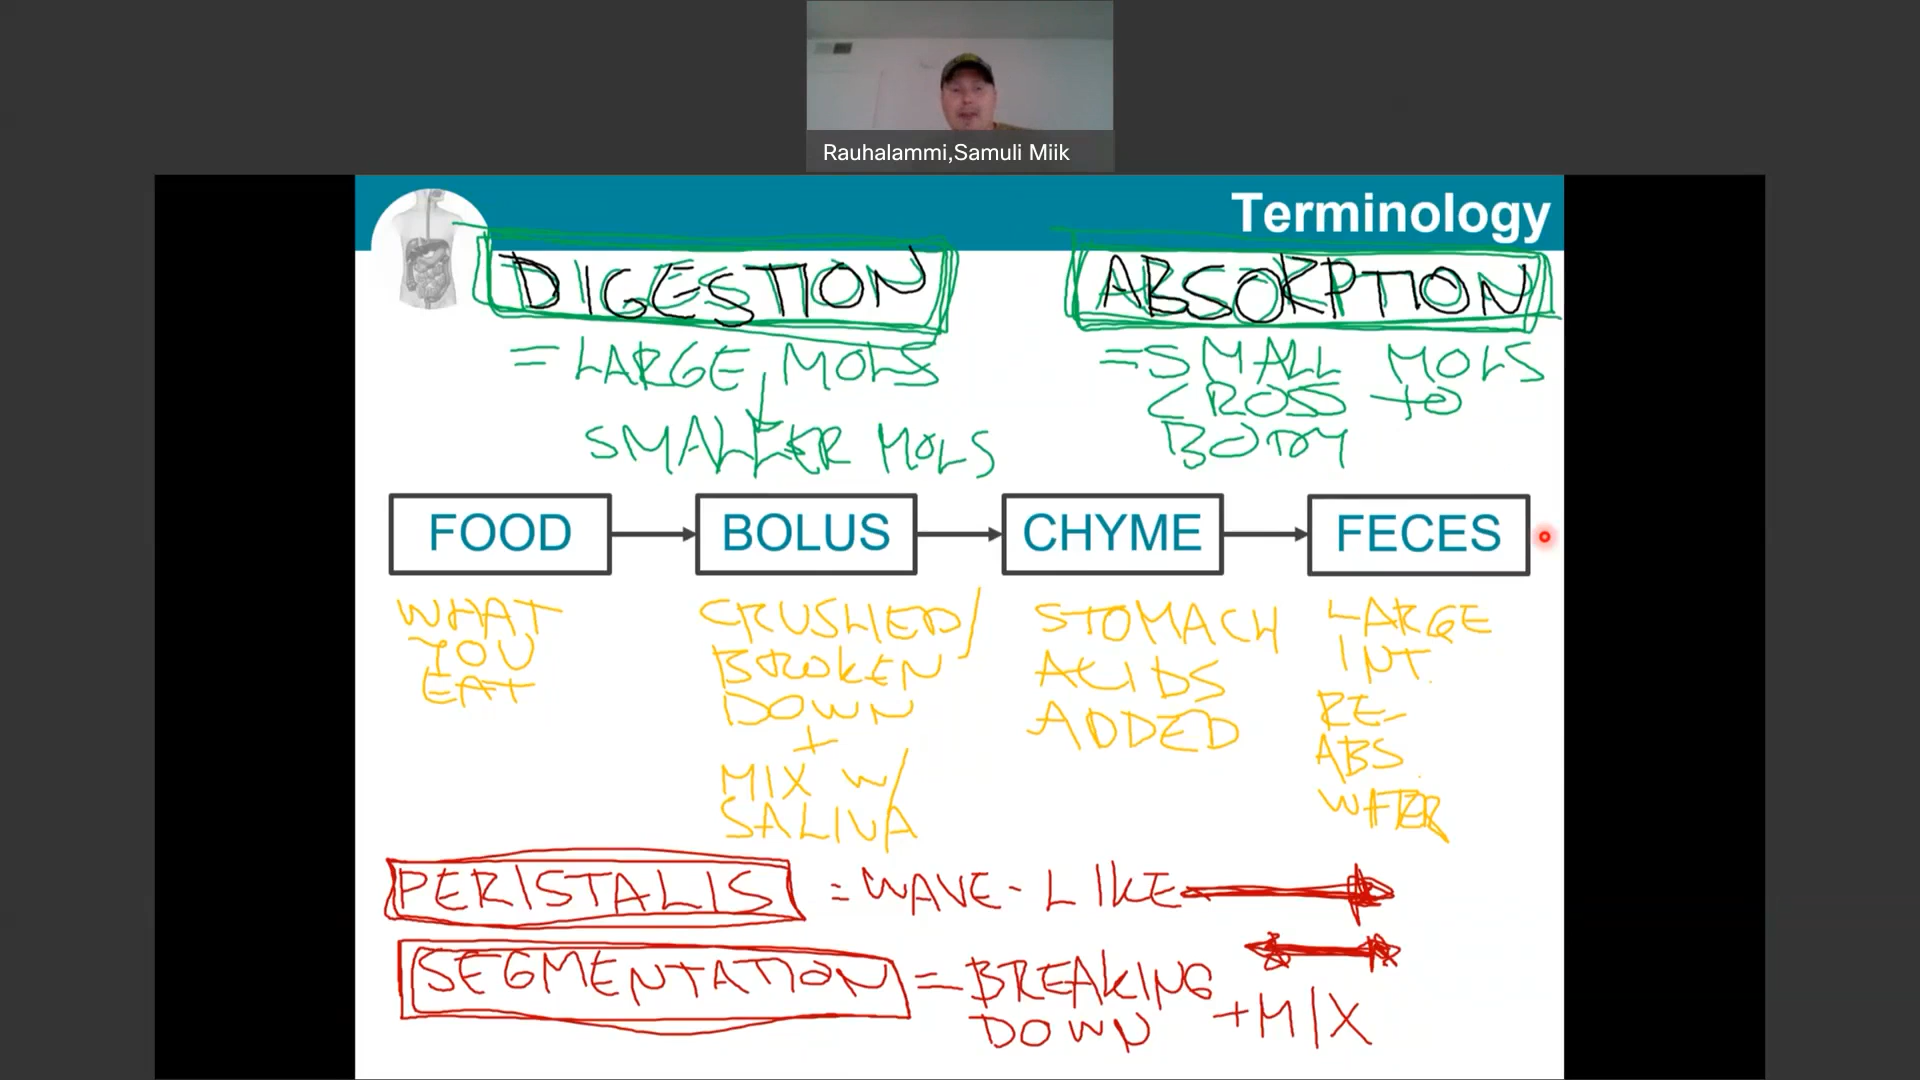 Rauhalammi,Samuli Miik
Terminology
DIGESTION
ABSORPTION
= LARGE MOLS
SMALLER MOLS
= SMALL MOLS
CROSS to
BODY
FOOD
BOLUS
CHYME
FECES
WHAT
YOU
EAT
CRUSHED/
BROKEN
DOWN
+
MIX W/
SALIVA
STOMACH
ACIDS
ADDED
LARGE
INT.
RE-
ABS.
WATER
PERISTALIS = WAVE-LIKE
SEGMENTATION = BREAKING
DOWN + MIX